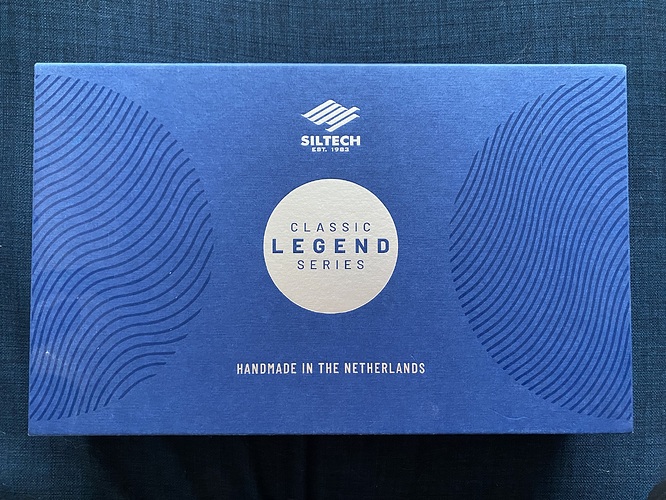 SILTECH
EST. 1983
CLASSIC
LEGEND
SERIES
HANDMADE IN THE NETHERLANDS